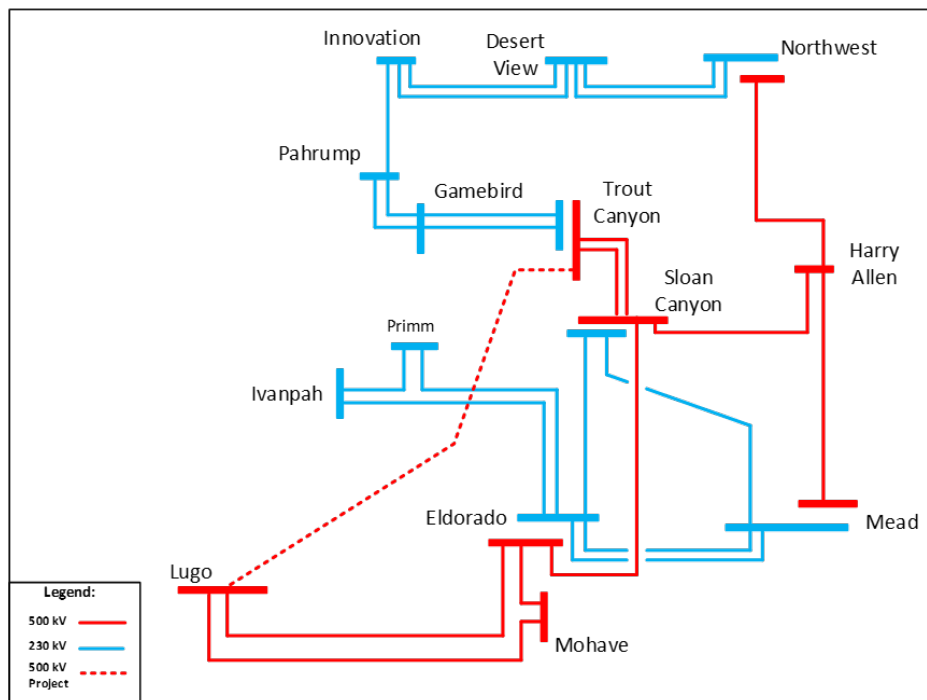 Innovation
Desert
View
Northwest
Pahrump
Gamebird
Trout
Canyon
Harry
Allen
Sloan
Canyon
Primm
Ivanpah
Eldorado
Mead
Lugo
Mohave
Legend:
500 kV
230 kV
500 kV
Project